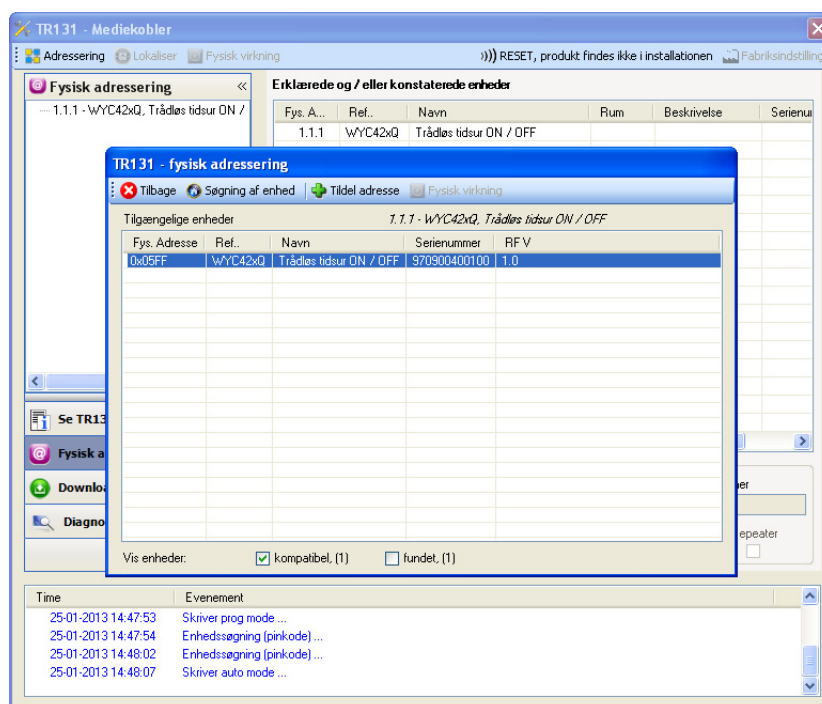 TR131 - Mediekobler
Adressering Lokaliser Fysisk virkning ))) RESET, produkt findes ikke i installationen Fabriksindstilling
Fysisk adressering «
1.1.1 - WYC42xQ, Trådløs tidsur ON /
Erklærede og / eller konstaterede enheder
Fys. A... Ref.. Navn Rum Beskrivelse Serienu
1.1.1 WYC42xQ Trådløs tidsur ON / OFF
TR131 - fysisk adressering
Tilbage Søgning af enhed Tildel adresse Fysisk virkning
Tilgængelige enheder 1.1.1 - WYC42xQ, Trådløs tidsur ON / OFF
Fys. Adresse Ref.. Navn Serienummer RF V
0x05FF WYC42xQ Trådløs tidsur ON / OFF 970900400100 1.0
Vis enheder: kompatibel, (1) fundet, (1)
Se TR13
Fysisk a
Downloa
Diagno
er
epeater
Time Evenement
25-01-2013 14:47:53 Skriver prog mode ...
25-01-2013 14:47:54 Enhedssøgning (pinkode) ...
25-01-2013 14:48:02 Enhedssøgning (pinkode) ...
25-01-2013 14:48:07 Skriver auto mode ...